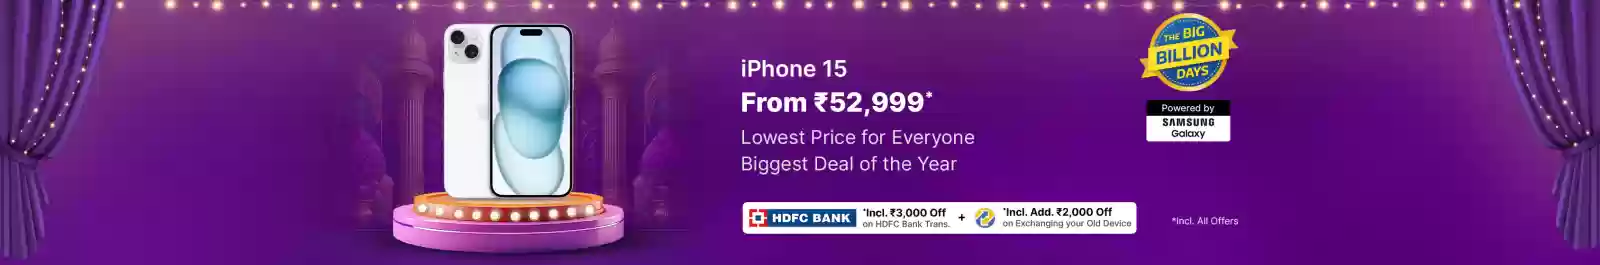 iPhone 15
From ₹52,999*
Lowest Price for Everyone
Biggest Deal of the Year
HDFC BANK
*Incl. ₹3,000 Off
on HDFC Bank Trans.
+
*Incl. Add. ₹2,000 Off
on Exchanging your Old Device
*Incl. All Offers
THE BIG
BILLION
DAYS
Powered by
SAMSUNG
Galaxy